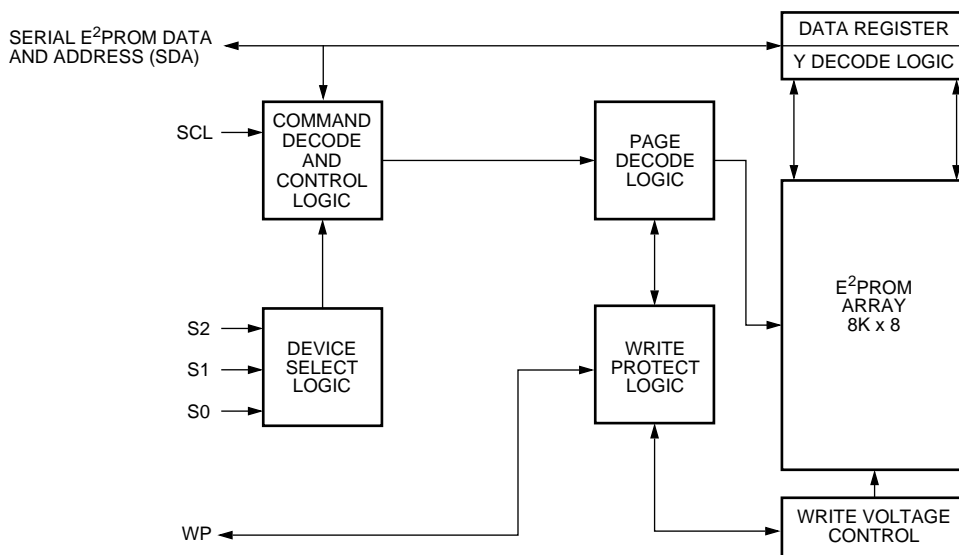 SERIAL E²PROM DATA
AND ADDRESS (SDA)
DATA REGISTER
Y DECODE LOGIC
SCL
COMMAND
DECODE
AND
CONTROL
LOGIC
PAGE
DECODE
LOGIC
E²PROM
ARRAY
8K x 8
S2
S1
S0
DEVICE
SELECT
LOGIC
WRITE
PROTECT
LOGIC
WP
WRITE VOLTAGE
CONTROL